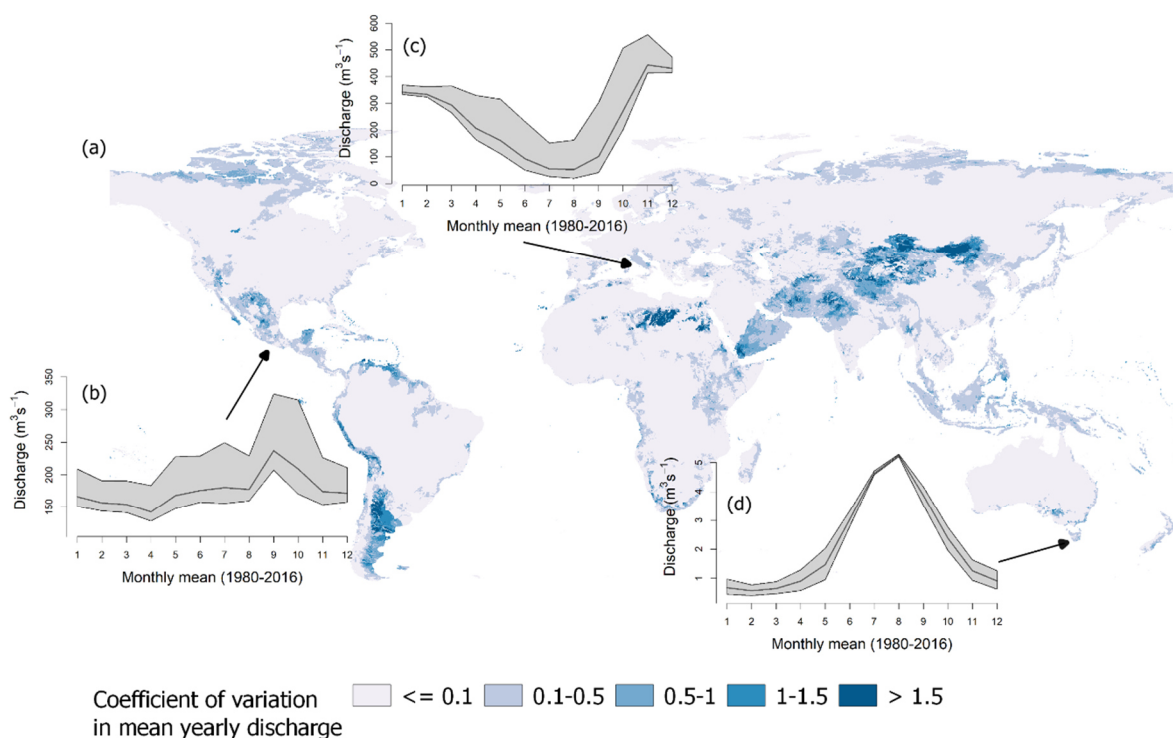 (c)
Discharge (m³s⁻¹)
600
500
400
300
200
100
0
1 2 3 4 5 6 7 8 9 10 11 12
Monthly mean (1980-2016)
(a)
(b)
Discharge (m³s⁻¹)
350
300
250
200
150
1 2 3 4 5 6 7 8 9 10 11 12
Monthly mean (1980-2016)
(d)
Discharge (m³s⁻¹)
5
4
3
2
1
1 2 3 4 5 6 7 8 9 10 11 12
Monthly mean (1980-2016)
Coefficient of variation
in mean yearly discharge
<= 0.1 0.1-0.5 0.5-1 1-1.5 > 1.5